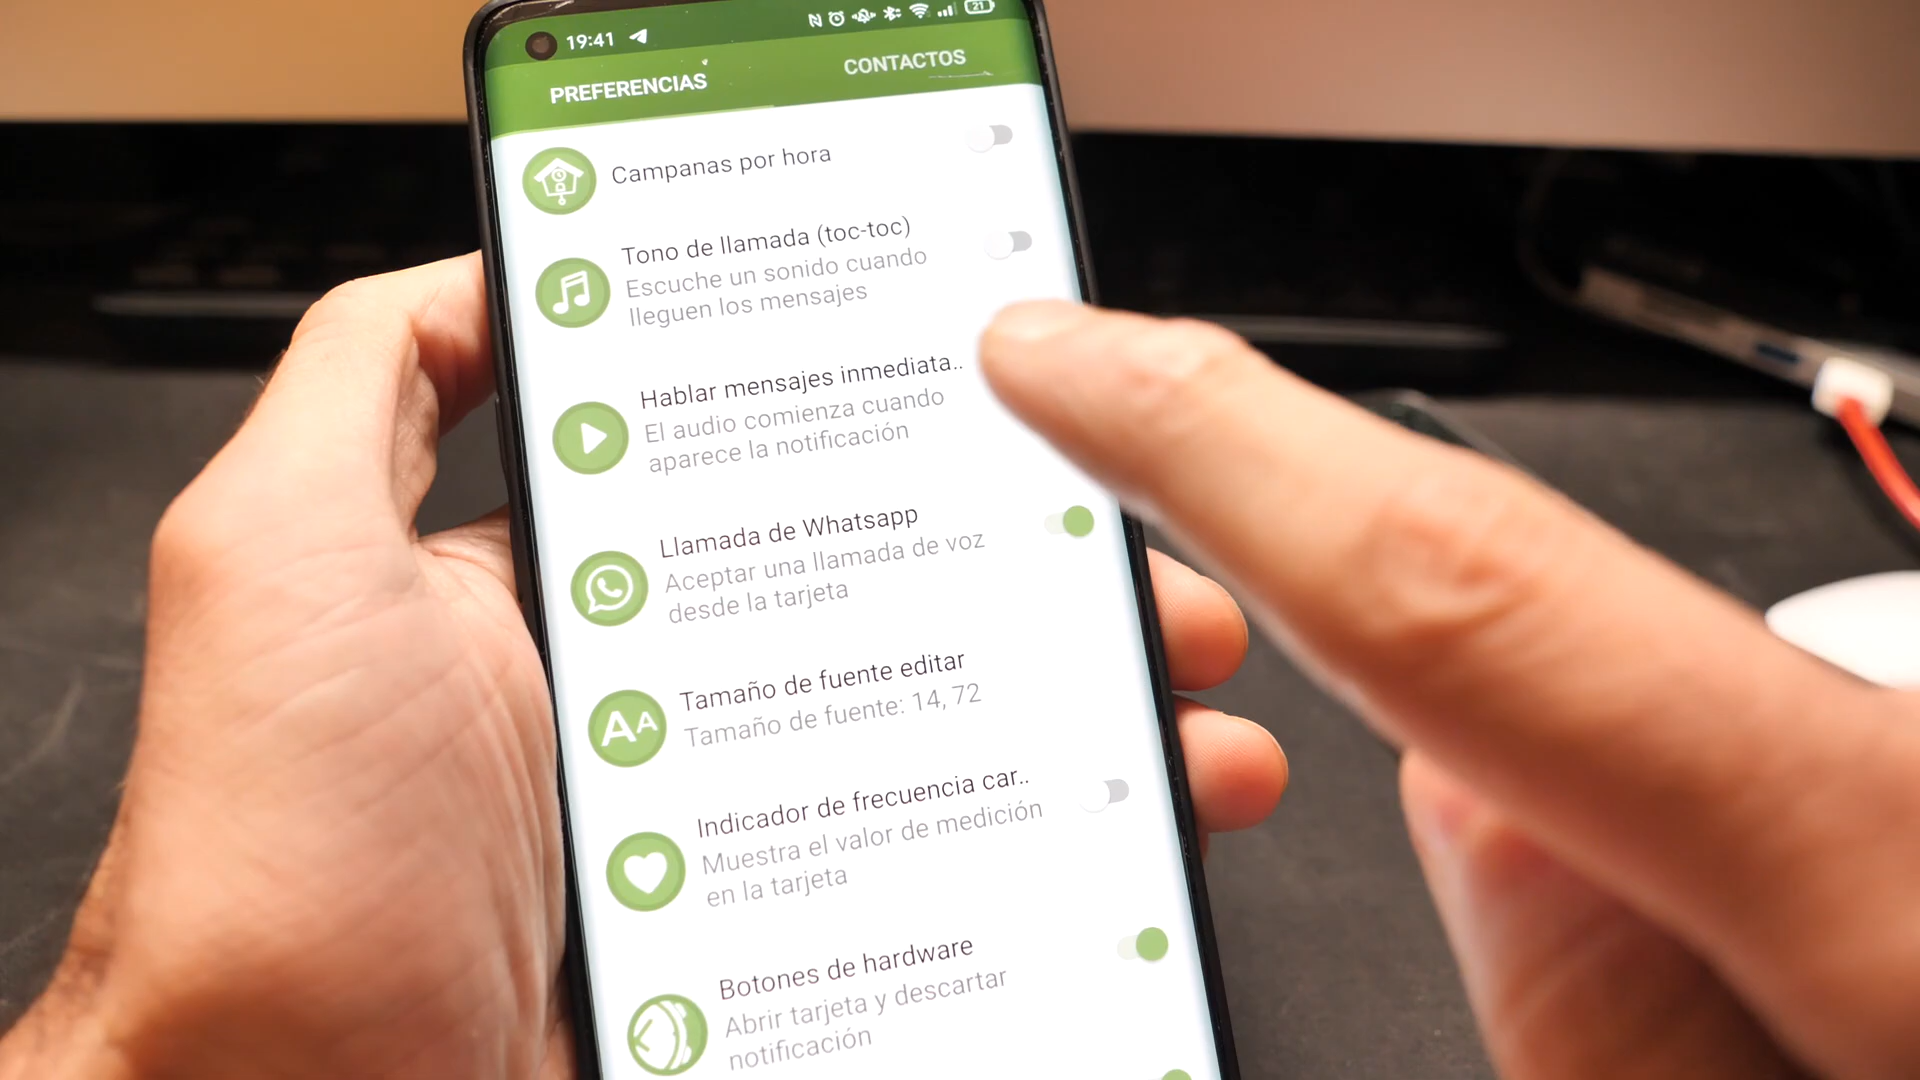 19:41
21
PREFERENCIAS
CONTACTOS
Campanas por hora
Tono de llamada (toc-toc)
Escuche un sonido cuando
lleguen los mensajes
Hablar mensajes inmediata..
El audio comienza cuando
aparece la notificación
Llamada de Whatsapp
Aceptar una llamada de voz
desde la tarjeta
Tamaño de fuente editar
Tamaño de fuente: 14, 72
AA
Indicador de frecuencia car..
Muestra el valor de medición
en la tarjeta
Botones de hardware
Abrir tarjeta y descartar
notificación